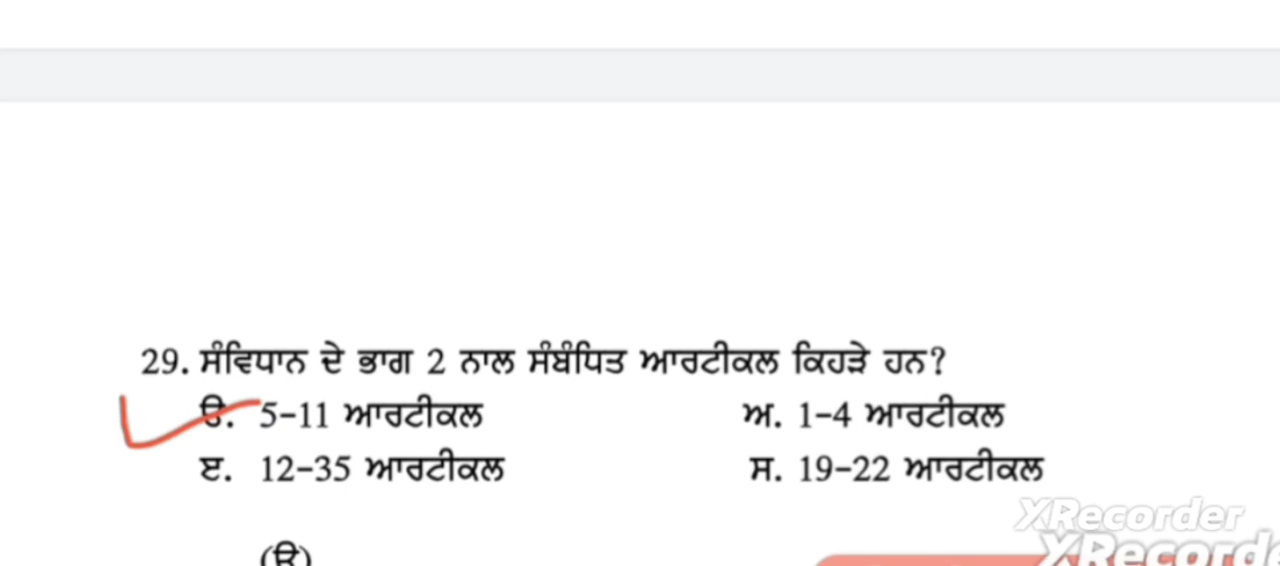 29. ਸੰਵਿਧਾਨ ਦੇ ਭਾਗ 2 ਨਾਲ ਸੰਬੰਧਿਤ ਆਰਟੀਕਲ ਕਿਹੜੇ ਹਨ?
ੳ. 5-11 ਆਰਟੀਕਲ ਅ. 1-4 ਆਰਟੀਕਲ
ੲ. 12-35 ਆਰਟੀਕਲ ਸ. 19-22 ਆਰਟੀਕਲ
(ੳ)
XRecorder
XRecorde